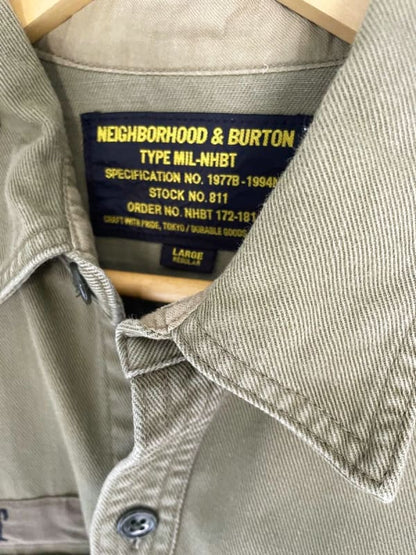 NEIGHBORHOOD & BURTON
TYPE MIL-NHBT
SPECIFICATION NO. 1977B-1994N
STOCK NO. 811
ORDER NO. NHBT 172-181
CRAFT WITH PRIDE, TOKYO / DURABLE GOODS
LARGE
REGULAR
T